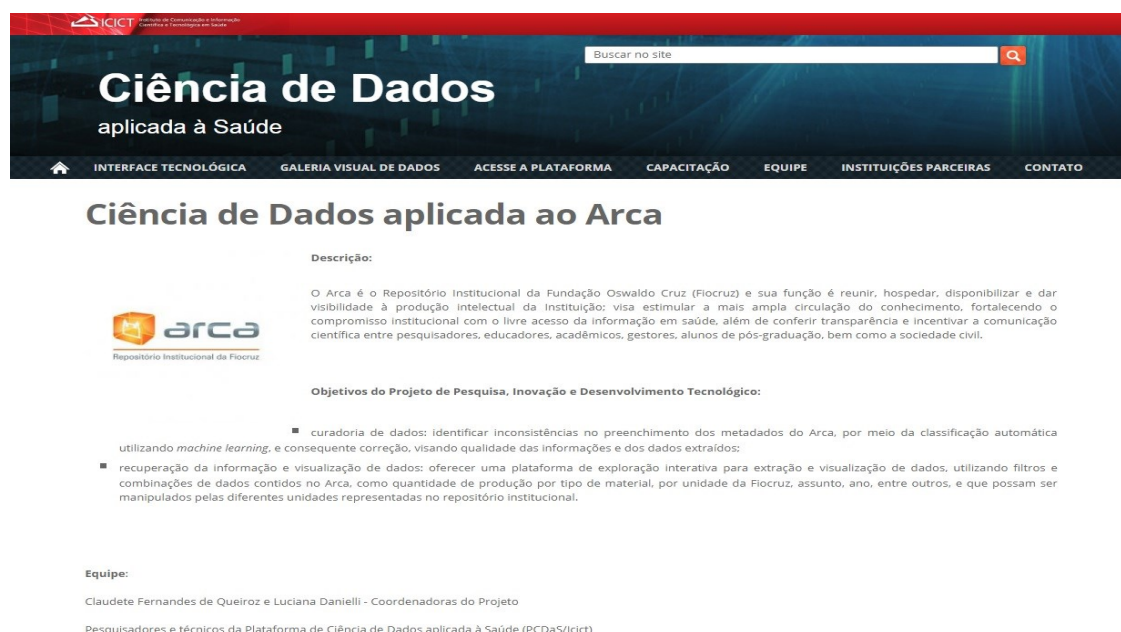 ICICT Instituto de Comunicação e Informação
Científica e Tecnológica em Saúde
Buscar no site
Ciência de Dados
aplicada à Saúde
INTERFACE TECNOLÓGICA GALERIA VISUAL DE DADOS ACESSE A PLATAFORMA CAPACITAÇÃO EQUIPE INSTITUIÇÕES PARCEIRAS CONTATO
Ciência de Dados aplicada ao Arca
arca
Repositório Institucional da Fiocruz
Descrição:
O Arca é o Repositório Institucional da Fundação Oswaldo Cruz (Fiocruz) e sua função é reunir, hospedar, disponibilizar e dar
visibilidade à produção intelectual da Instituição; visa estimular a mais ampla circulação do conhecimento, fortalecendo o
compromisso institucional com o livre acesso da informação em saúde, além de conferir transparência e incentivar a comunicação
científica entre pesquisadores, educadores, acadêmicos, gestores, alunos de pós-graduação, bem como a sociedade civil.
Objetivos do Projeto de Pesquisa, Inovação e Desenvolvimento Tecnológico:
curadoria de dados: identificar inconsistências no preenchimento dos metadados do Arca, por meio da classificação automática
utilizando machine learning, e consequente correção, visando qualidade das informações e dos dados extraídos;
recuperação da informação e visualização de dados: oferecer uma plataforma de exploração interativa para extração e visualização de dados, utilizando filtros e
combinações de dados contidos no Arca, como quantidade de produção por tipo de material, por unidade da Fiocruz, assunto, ano, entre outros, e que possam ser
manipulados pelas diferentes unidades representadas no repositório institucional.
Equipe:
Claudete Fernandes de Queiroz e Luciana Danielli - Coordenadoras do Projeto
Pesquisadores e técnicos da Plataforma de Ciência de Dados aplicada à Saúde (PCDaS/Icict)